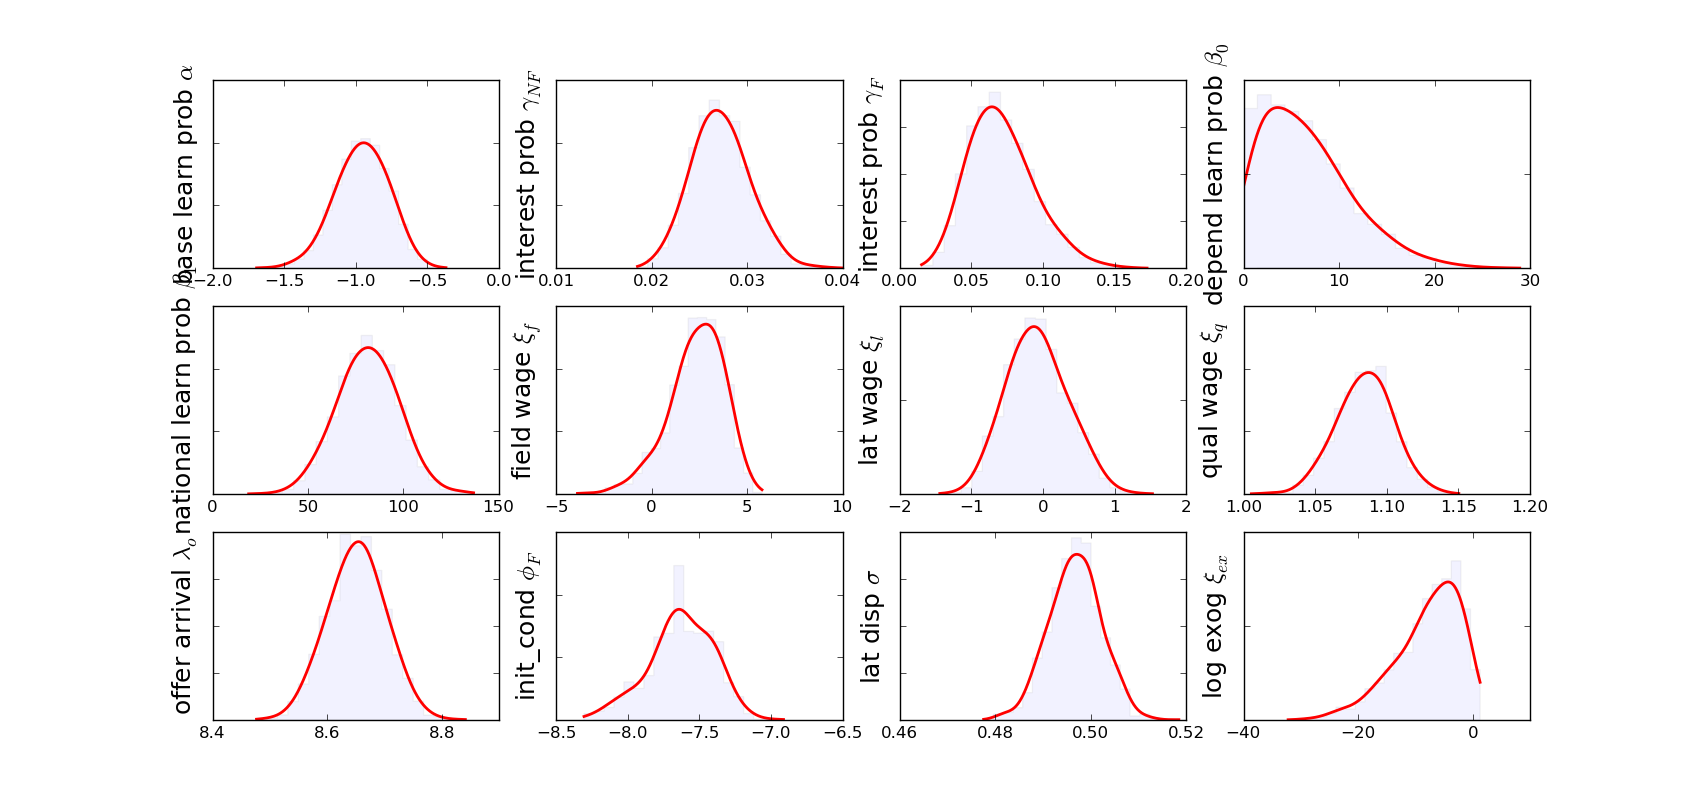 base learn prob α
−2.0 −1.5 −1.0 −0.5 0.0
interest prob γ_NF
0.01 0.02 0.03 0.04
interest prob γ_F
0.00 0.05 0.10 0.15 0.20
depend learn prob β_0
0 10 20 30
national learn prob
0 50 100 150
field wage ξ_f
−5 0 5 10
lat wage ξ_l
−2 −1 0 1 2
qual wage ξ_q
1.00 1.05 1.10 1.15 1.20
offer arrival λ_o
8.4 8.6 8.8
init_cond ϕ_F
−8.5 −8.0 −7.5 −7.0 −6.5
lat disp σ
0.46 0.48 0.50 0.52
log exog ξ_ex
−40 −20 0